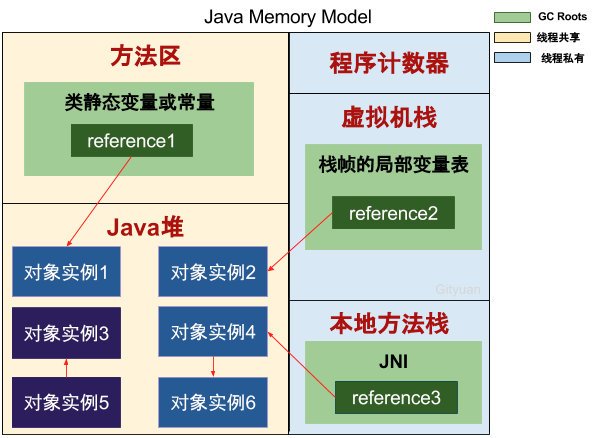 Java Memory Model
GC Roots
线程共享
线程私有
方法区
类静态变量或常量
reference1
程序计数器
虚拟机栈
栈帧的局部变量表
reference2
Gityuan
Java堆
对象实例1
对象实例2
对象实例3
对象实例4
对象实例5
对象实例6
本地方法栈
JNI
reference3